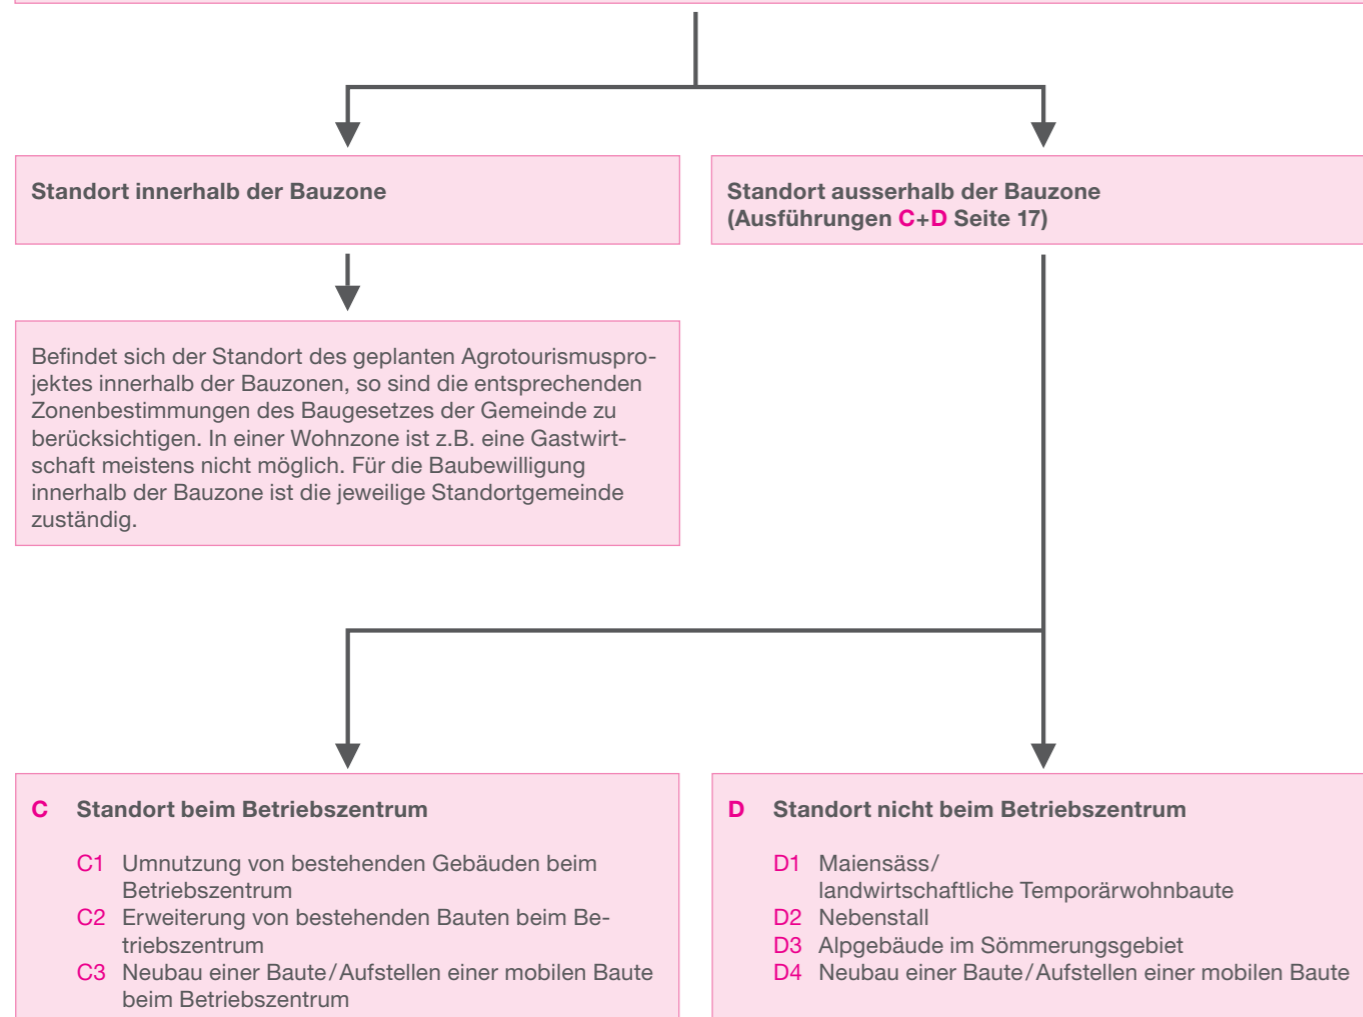 Standort innerhalb der Bauzone
Standort ausserhalb der Bauzone
(Ausführungen C+D Seite 17)
Befindet sich der Standort des geplanten Agrotourismuspro-
jektes innerhalb der Bauzonen, so sind die entsprechenden
Zonenbestimmungen des Baugesetzes der Gemeinde zu
berücksichtigen. In einer Wohnzone ist z.B. eine Gastwirt-
schaft meistens nicht möglich. Für die Baubewilligung
innerhalb der Bauzone ist die jeweilige Standortgemeinde
zuständig.
C Standort beim Betriebszentrum
C1 Umnutzung von bestehenden Gebäuden beim
Betriebszentrum
C2 Erweiterung von bestehenden Bauten beim Be-
triebszentrum
C3 Neubau einer Baute/Aufstellen einer mobilen Baute
beim Betriebszentrum
D Standort nicht beim Betriebszentrum
D1 Maiensäss/
landwirtschaftliche Temporärwohnbaute
D2 Nebenstall
D3 Alpgebäude im Sömmerungsgebiet
D4 Neubau einer Baute/Aufstellen einer mobilen Baute